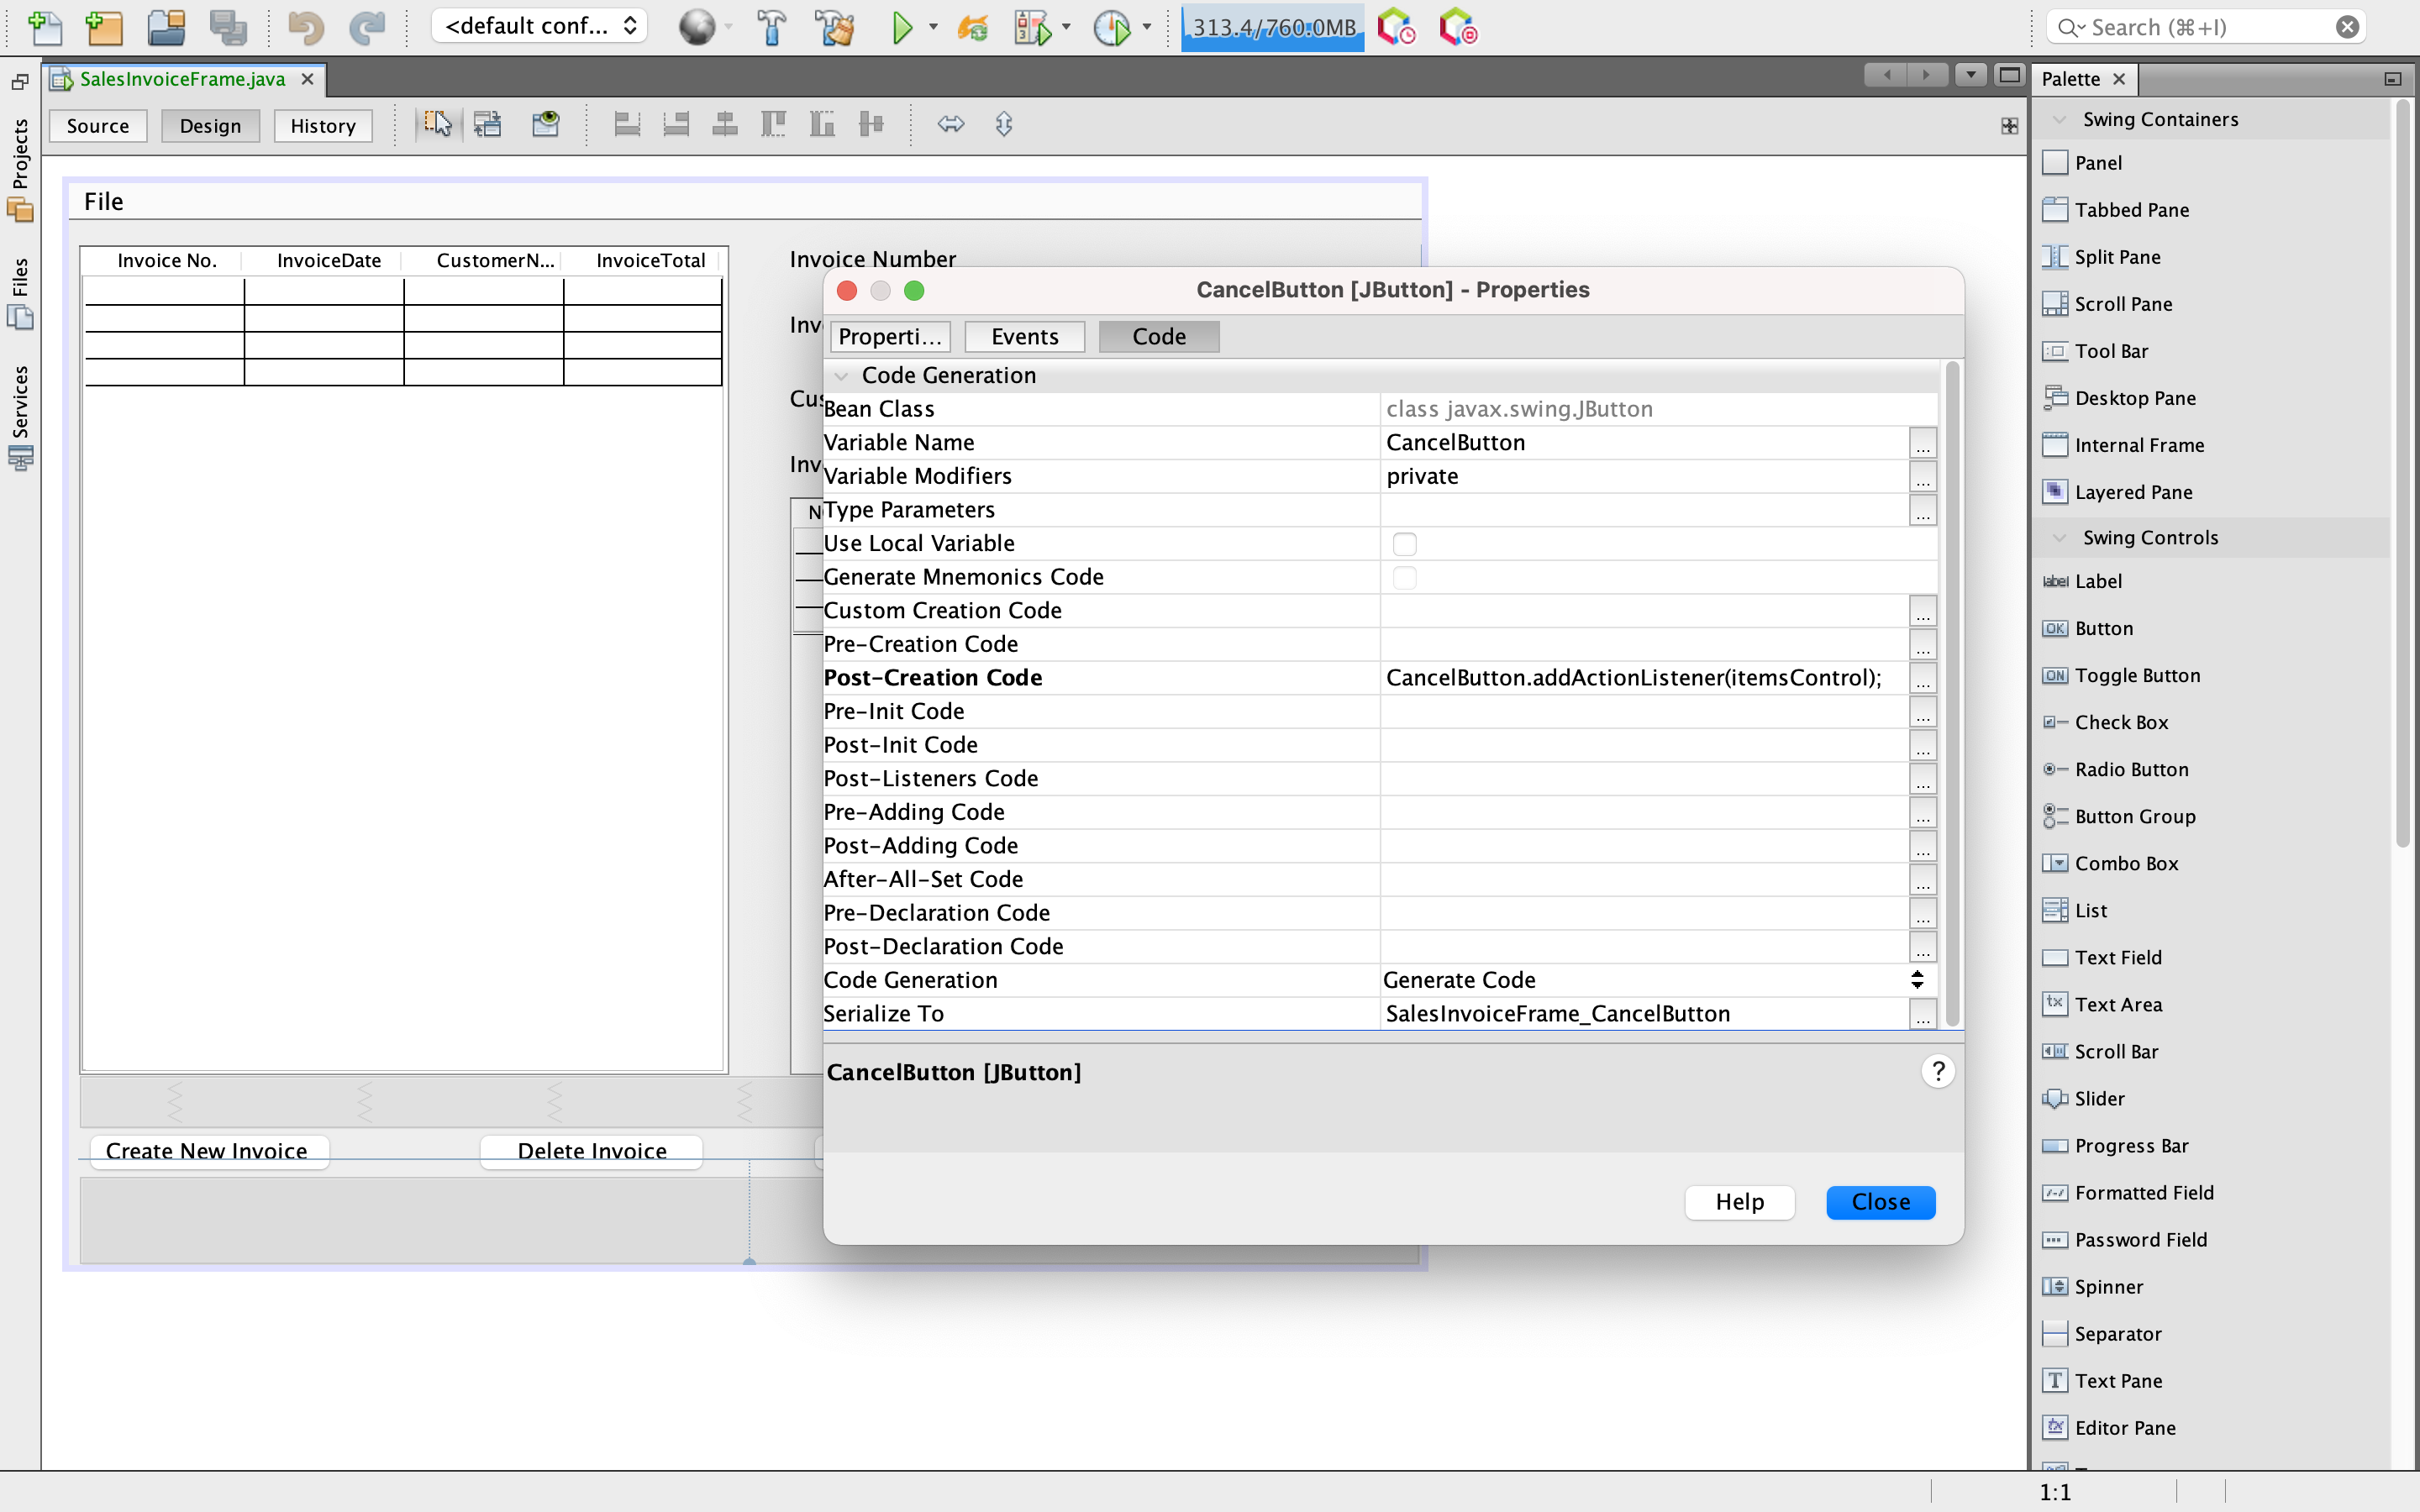 <default conf...
313.4/760.0MB
Search (⌘+I)
SalesInvoiceFrame.java
Palette
Source
Design
History
Projects
Files
Services
File
Invoice No.
InvoiceDate
CustomerN...
InvoiceTotal
Invoice Number
Inv
Cus
Inv
N
Create New Invoice
Delete Invoice
CancelButton [JButton] - Properties
Properti...
Events
Code
Code Generation
Bean Class
class javax.swing.JButton
Variable Name
CancelButton
...
Variable Modifiers
private
...
Type Parameters
...
Use Local Variable
Generate Mnemonics Code
Custom Creation Code
...
Pre-Creation Code
...
Post-Creation Code
CancelButton.addActionListener(itemsControl);
...
Pre-Init Code
...
Post-Init Code
...
Post-Listeners Code
...
Pre-Adding Code
...
Post-Adding Code
...
After-All-Set Code
...
Pre-Declaration Code
...
Post-Declaration Code
...
Code Generation
Generate Code
Serialize To
SalesInvoiceFrame_CancelButton
...
CancelButton [JButton]
?
Help
Close
Swing Containers
Panel
Tabbed Pane
Split Pane
Scroll Pane
Tool Bar
Desktop Pane
Internal Frame
Layered Pane
Swing Controls
label Label
OK Button
ON Toggle Button
Check Box
Radio Button
Button Group
Combo Box
List
Text Field
tx Text Area
Scroll Bar
Slider
Progress Bar
Formatted Field
Password Field
Spinner
Separator
T Text Pane
Editor Pane
1:1